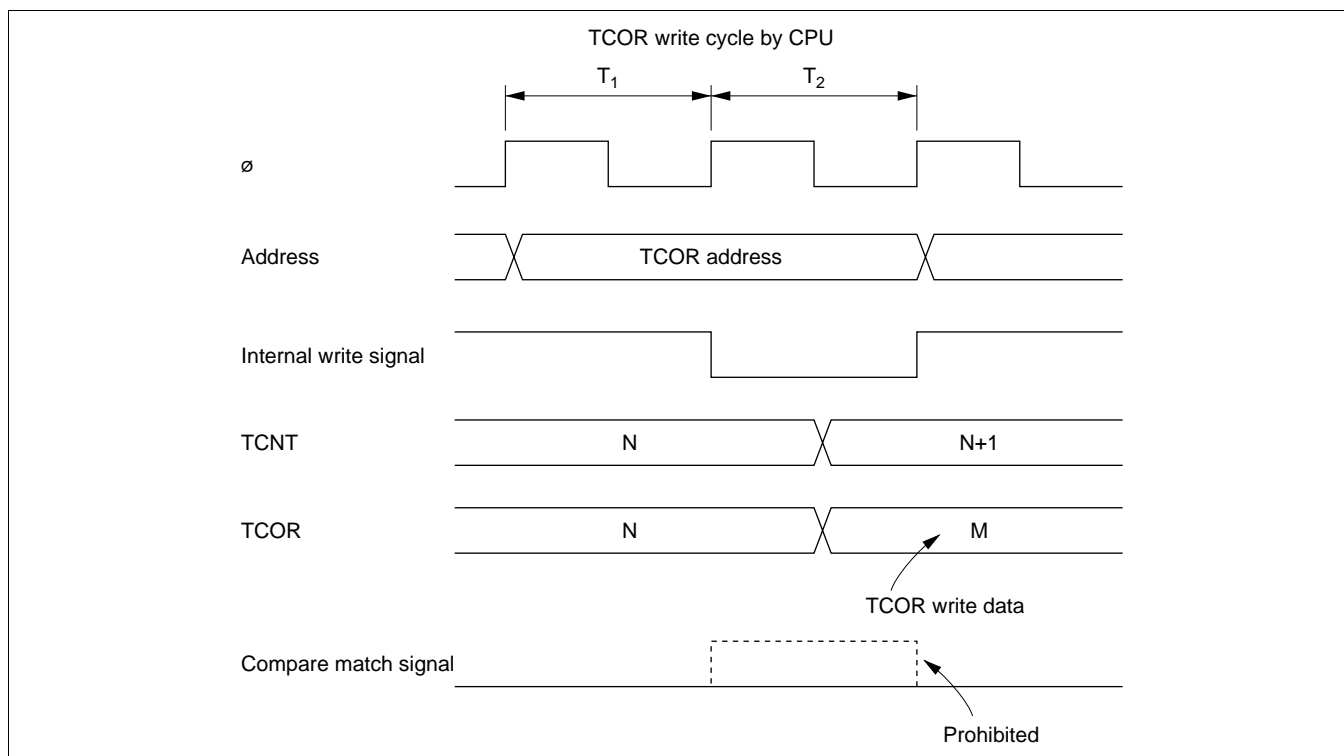 TCOR write cycle by CPU
T1 T2
ø
Address TCOR address
Internal write signal
TCNT N N+1
TCOR N M
TCOR write data
Compare match signal
Prohibited